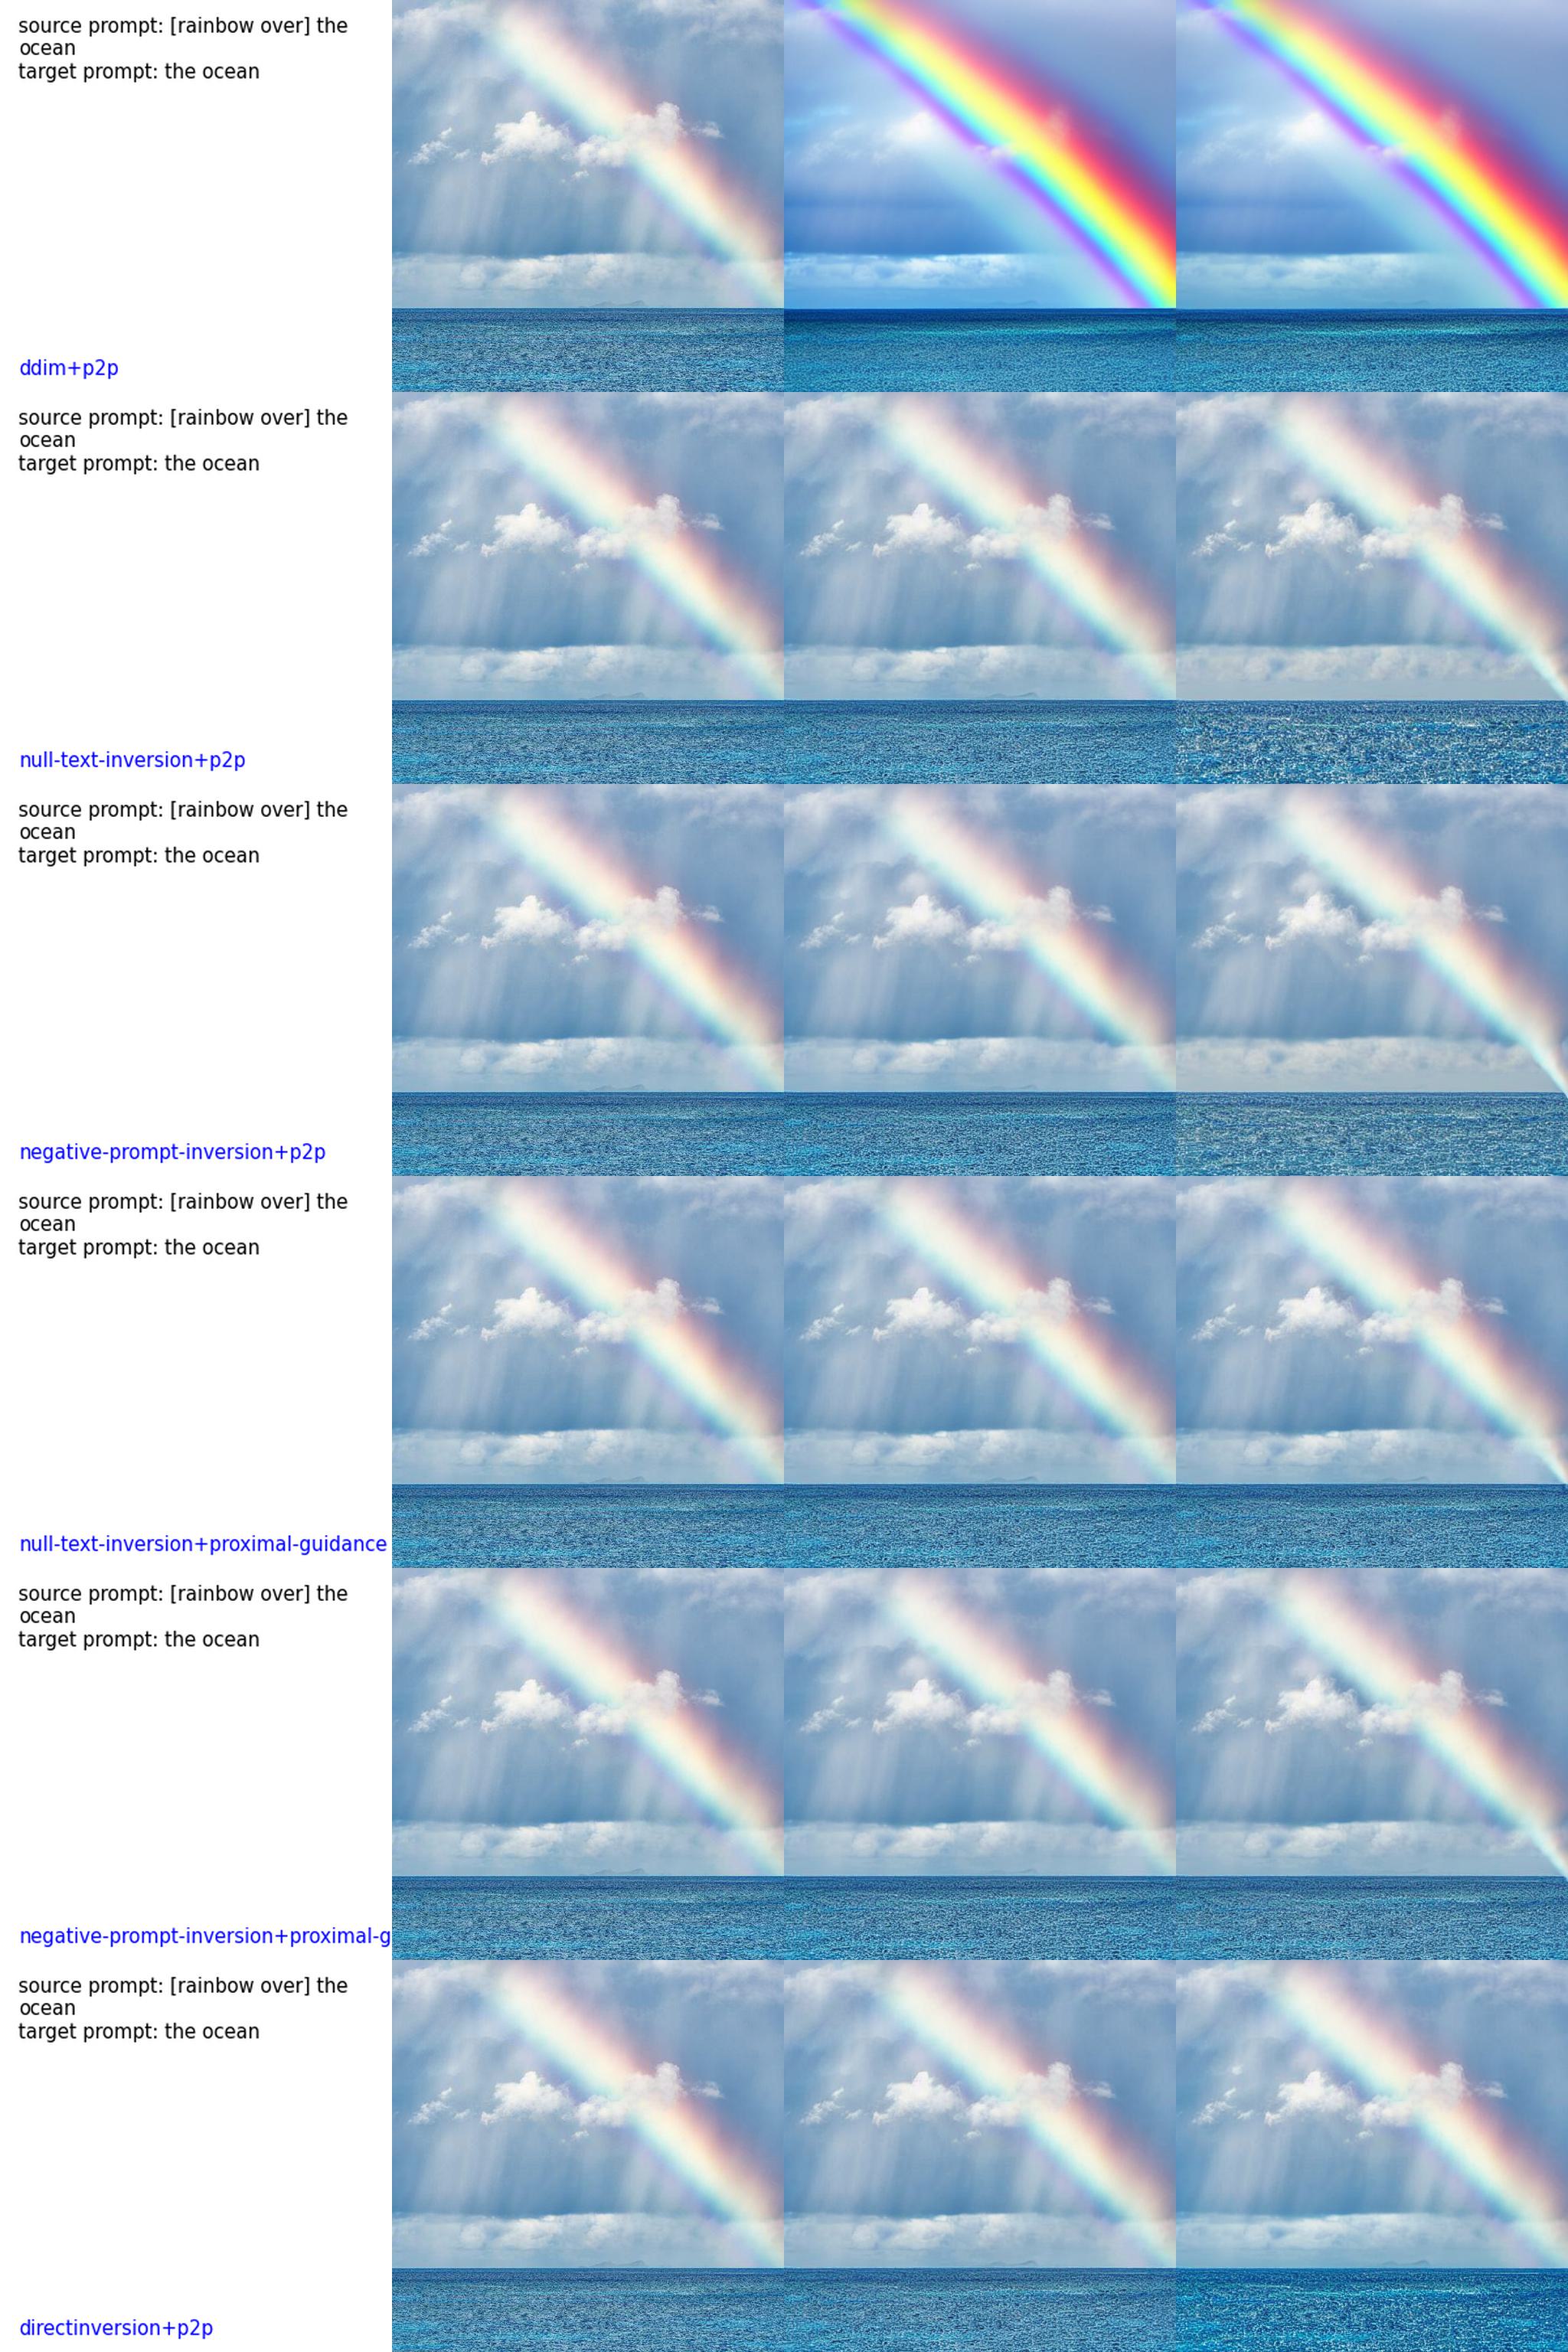 source prompt: [rainbow over] the
ocean
target prompt: the ocean
ddim+p2p
source prompt: [rainbow over] the
ocean
target prompt: the ocean
null-text-inversion+p2p
source prompt: [rainbow over] the
ocean
target prompt: the ocean
negative-prompt-inversion+p2p
source prompt: [rainbow over] the
ocean
target prompt: the ocean
null-text-inversion+proximal-guidance
source prompt: [rainbow over] the
ocean
target prompt: the ocean
negative-prompt-inversion+proximal-g
source prompt: [rainbow over] the
ocean
target prompt: the ocean
directinversion+p2p